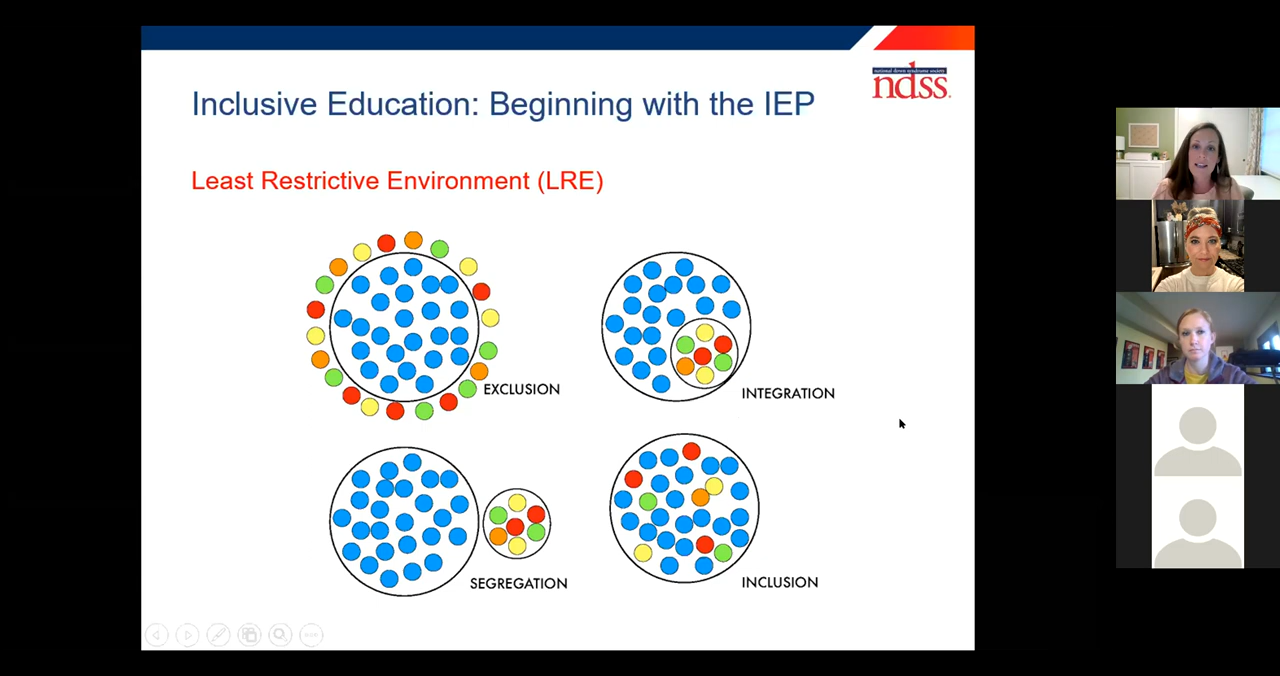 national down syndrome society
ndss.
Inclusive Education: Beginning with the IEP
Least Restrictive Environment (LRE)
EXCLUSION
INTEGRATION
SEGREGATION
INCLUSION